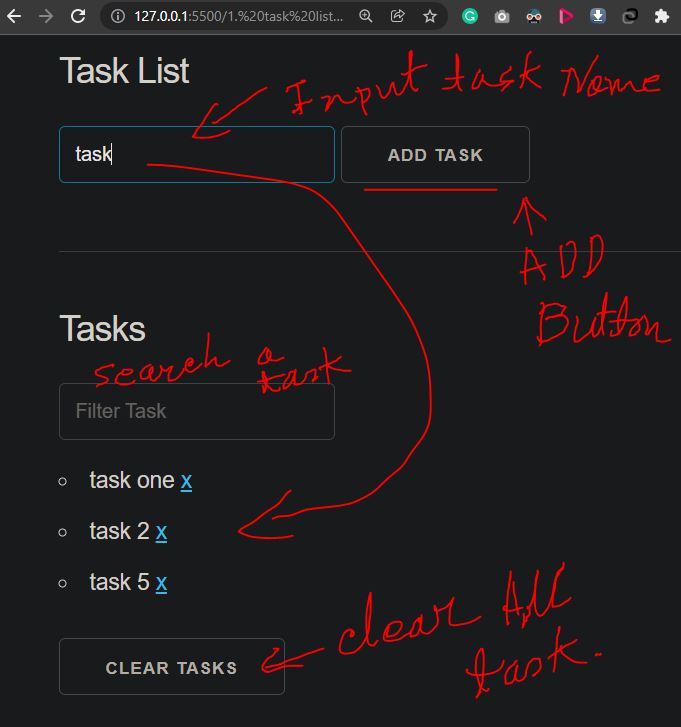 127.0.0.1:5500/1.%20task%20list...
Task List
Input task Name
task
ADD TASK
ADD
Button
Tasks
search a
task
Filter Task
task one x
task 2 x
task 5 x
clear All
task.
CLEAR TASKS